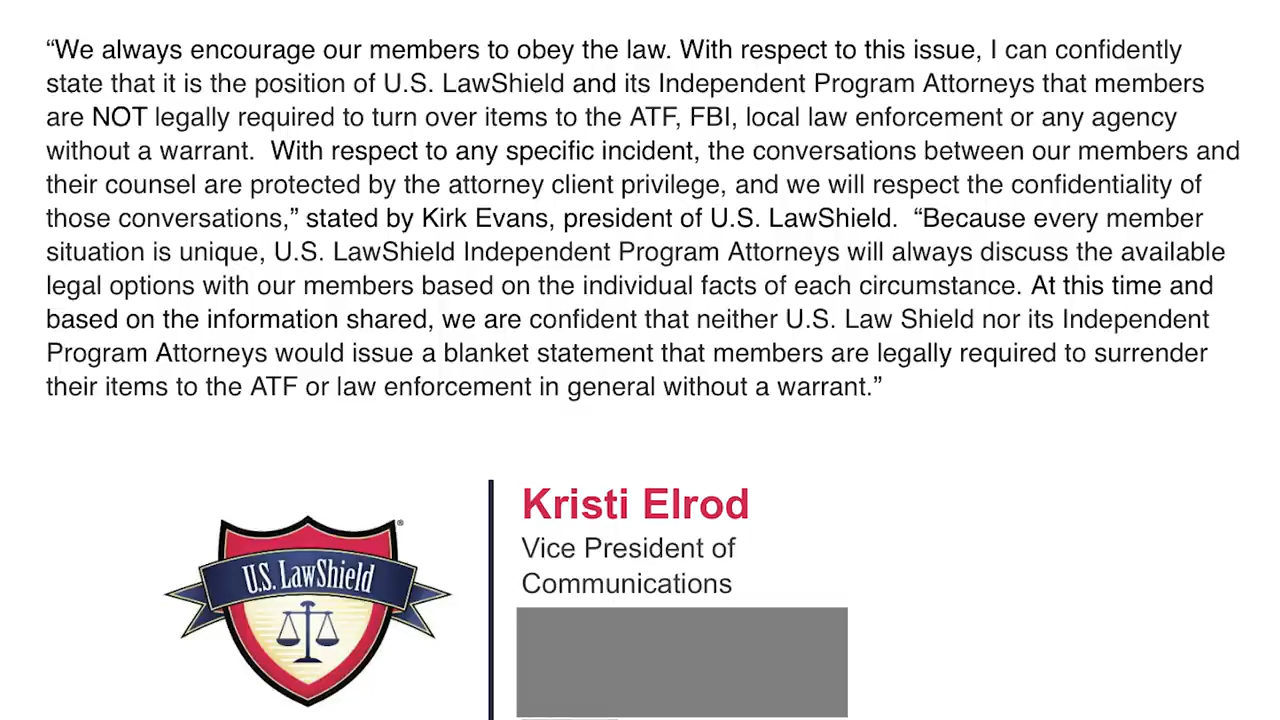 “We always encourage our members to obey the law. With respect to this issue, I can confidently
state that it is the position of U.S. LawShield and its Independent Program Attorneys that members
are NOT legally required to turn over items to the ATF, FBI, local law enforcement or any agency
without a warrant.  With respect to any specific incident, the conversations between our members and
their counsel are protected by the attorney client privilege, and we will respect the confidentiality of
those conversations,” stated by Kirk Evans, president of U.S. LawShield.  “Because every member
situation is unique, U.S. LawShield Independent Program Attorneys will always discuss the available
legal options with our members based on the individual facts of each circumstance. At this time and
based on the information shared, we are confident that neither U.S. Law Shield nor its Independent
Program Attorneys would issue a blanket statement that members are legally required to surrender
their items to the ATF or law enforcement in general without a warrant.”
Kristi Elrod
Vice President of
Communications
U.S. LawShield
®